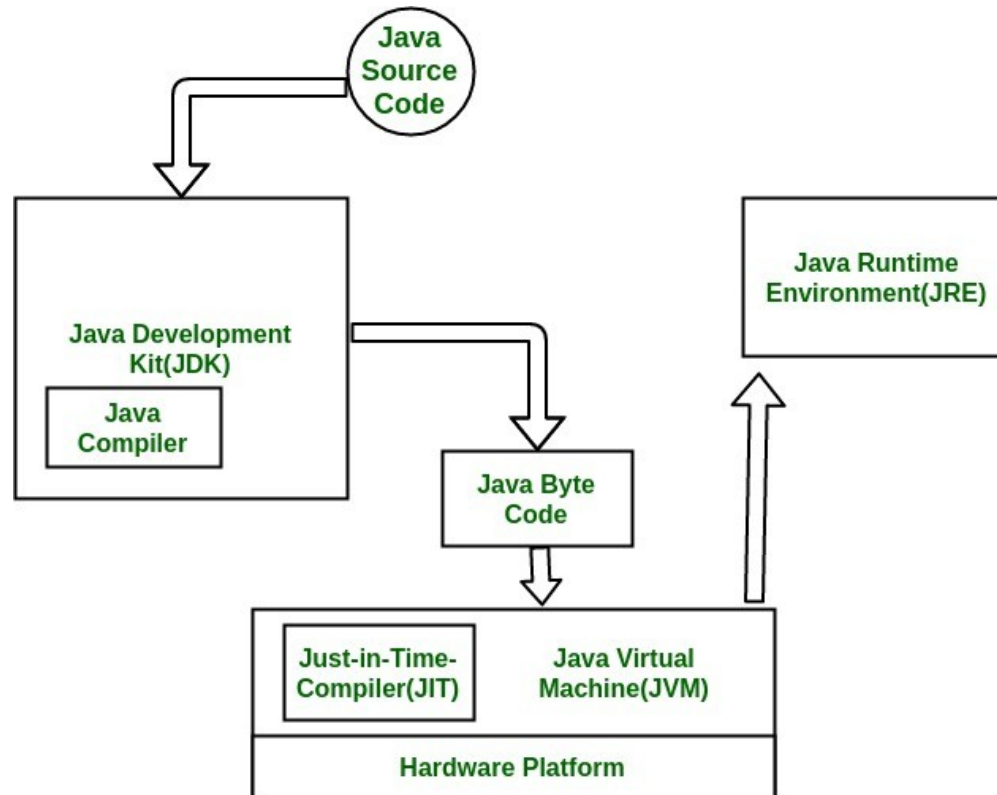 Java
Source
Code
Java Development
Kit(JDK)
Java
Compiler
Java Runtime
Environment(JRE)
Java Byte
Code
Just-in-Time-
Compiler(JIT)
Java Virtual
Machine(JVM)
Hardware Platform